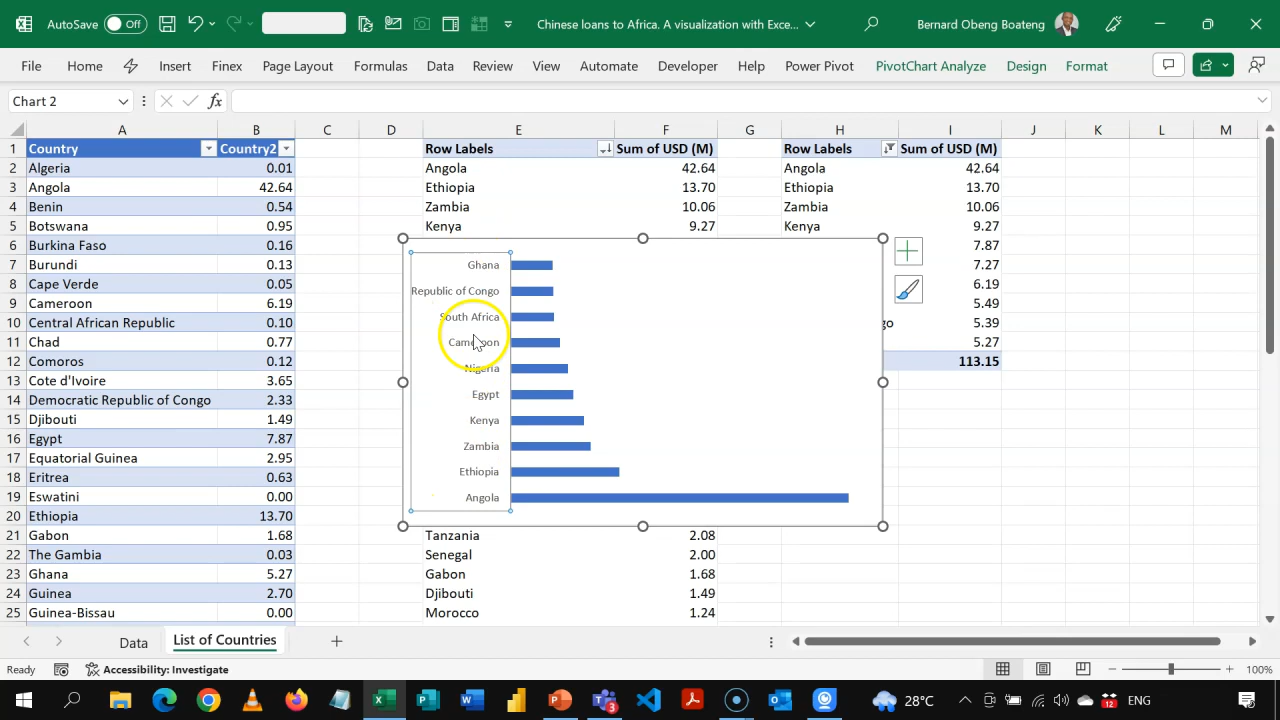 AutoSave Off Chinese loans to Africa. A visualization with Exce... Bernard Obeng Boateng
File Home Insert Finex Page Layout Formulas Data Review View Automate Developer Help Power Pivot PivotChart Analyze Design Format
Chart 2 fx
A B C D E F G H I J K L M
1 Country Country2 Row Labels Sum of USD (M) Row Labels Sum of USD (M)
2 Algeria 0.01 Angola 42.64 Angola 42.64
3 Angola 42.64 Ethiopia 13.70 Ethiopia 13.70
4 Benin 0.54 Zambia 10.06 Zambia 10.06
5 Botswana 0.95 Kenya 9.27 Kenya 9.27
6 Burkina Faso 0.16 7.87
7 Burundi 0.13 Ghana 7.27
8 Cape Verde 0.05 Republic of Congo 6.19
9 Cameroon 6.19 South Africa 5.49
10 Central African Republic 0.10 Cameroon go 5.39
11 Chad 0.77 Nigeria 5.27
12 Comoros 0.12 Egypt 113.15
13 Cote d'Ivoire 3.65 Kenya
14 Democratic Republic of Congo 2.33 Zambia
15 Djibouti 1.49 Ethiopia
16 Egypt 7.87 Angola
17 Equatorial Guinea 2.95
18 Eritrea 0.63
19 Eswatini 0.00
20 Ethiopia 13.70
21 Gabon 1.68 Tanzania 2.08
22 The Gambia 0.03 Senegal 2.00
23 Ghana 5.27 Gabon 1.68
24 Guinea 2.70 Djibouti 1.49
25 Guinea-Bissau 0.00 Morocco 1.24
Data List of Countries
Ready Accessibility: Investigate 100%
28°C ENG
3 12